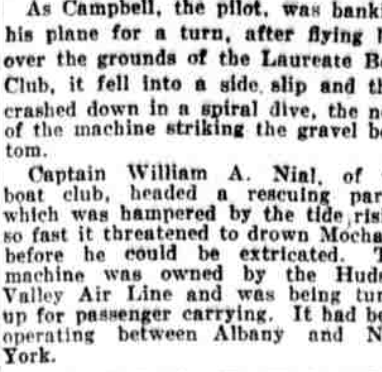 As Campbell, the pilot, was banki
his plane for a turn, after flying
over the grounds of the Laureate B
Club, it fell into a side slip and th
crashed down in a spiral dive, the n
of the machine striking the gravel b
tom.
Captain William A. Nial, of
boat club, headed a rescuing par
which was hampered by the tide ris
so fast it threatened to drown Mocha
before he could be extricated. T
machine was owned by the Huds
Valley Air Line and was being tun
up for passenger carrying. It had be
operating between Albany and N
York.